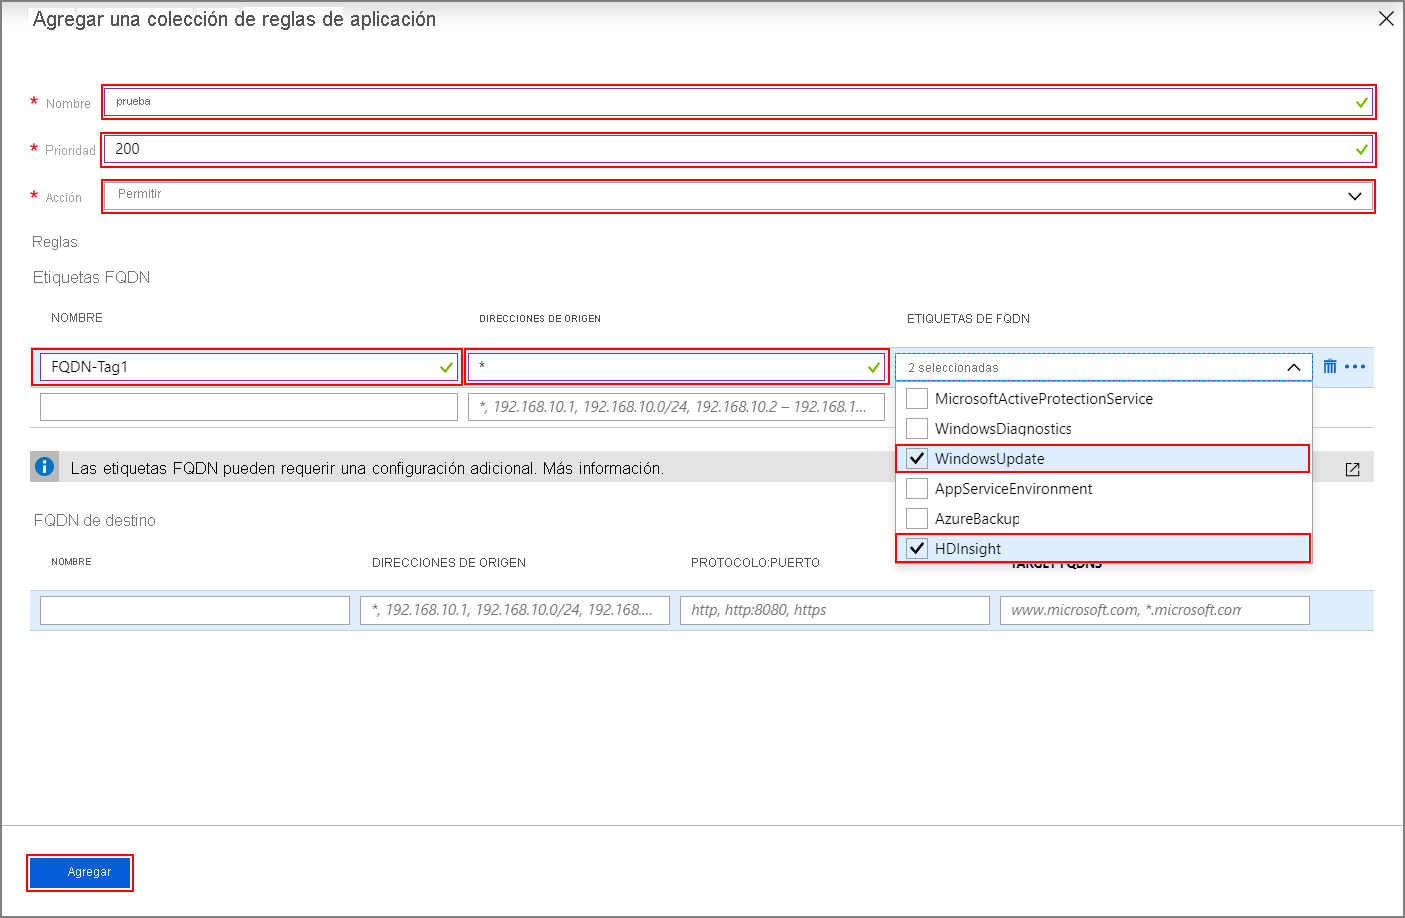 Agregar una colección de reglas de aplicación
* Nombre prueba
* Prioridad 200
* Acción Permitir
Reglas
Etiquetas FQDN
NOMBRE DIRECCIONES DE ORIGEN ETIQUETAS DE FQDN
FQDN-Tag1 * 2 seleccionadas
*, 192.168.10.1, 192.168.10.0/24, 192.168.10.2 – 192.168.1...
MicrosoftActiveProtectionService
WindowsDiagnostics
WindowsUpdate
AppServiceEnvironment
AzureBackup
HDInsight
Las etiquetas FQDN pueden requerir una configuración adicional. Más información.
FQDN de destino
NOMBRE DIRECCIONES DE ORIGEN PROTOCOLO:PUERTO TARGET FQDNS
*, 192.168.10.1, 192.168.10.0/24, 192.168.... http, http:8080, https www.microsoft.com, *.microsoft.com
Agregar